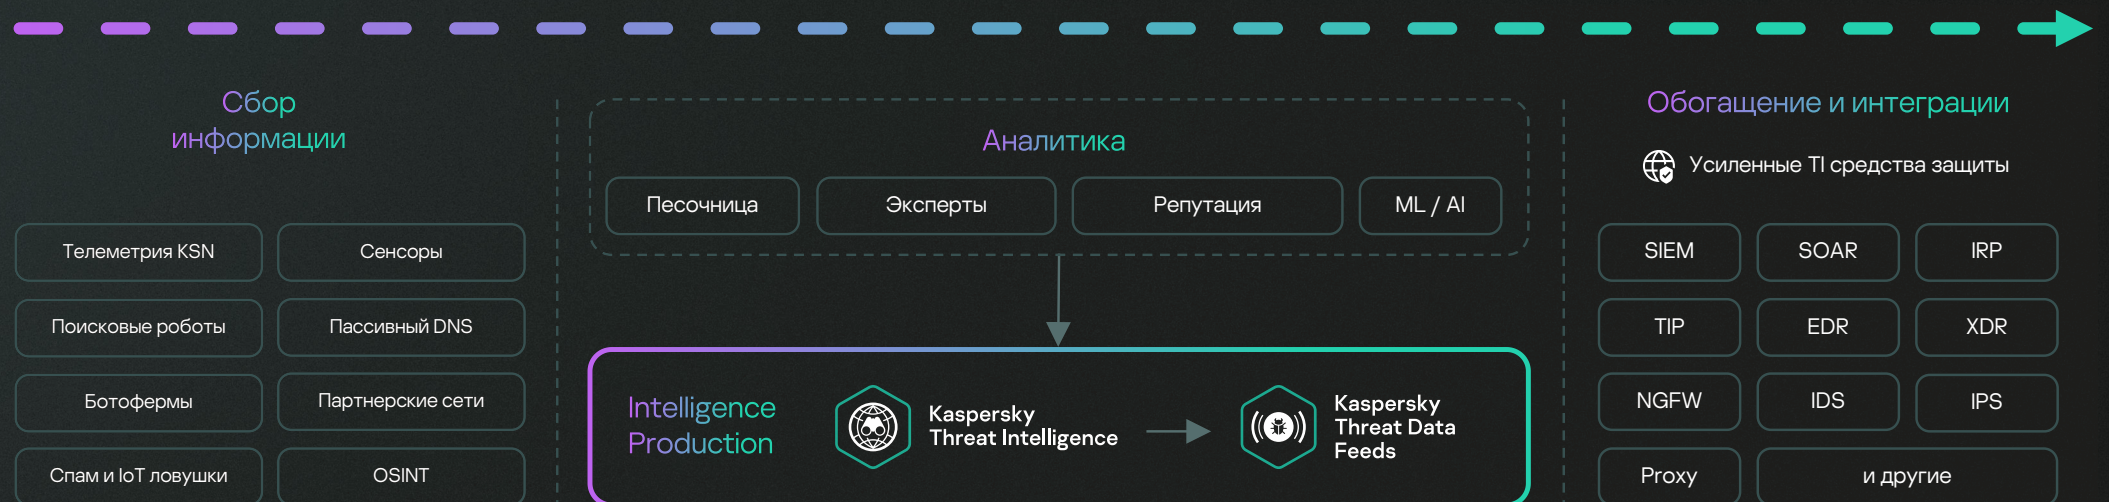 Сбор
информации
Телеметрия KSN
Сенсоры
Поисковые роботы
Пассивный DNS
Ботофермы
Партнерские сети
Спам и IoT ловушки
OSINT
Аналитика
Песочница
Эксперты
Репутация
ML / AI
Intelligence
Production
Kaspersky
Threat Intelligence
Kaspersky
Threat Data
Feeds
Обогащение и интеграции
Усиленные TI средства защиты
SIEM
SOAR
IRP
TIP
EDR
XDR
NGFW
IDS
IPS
Proxy
и другие